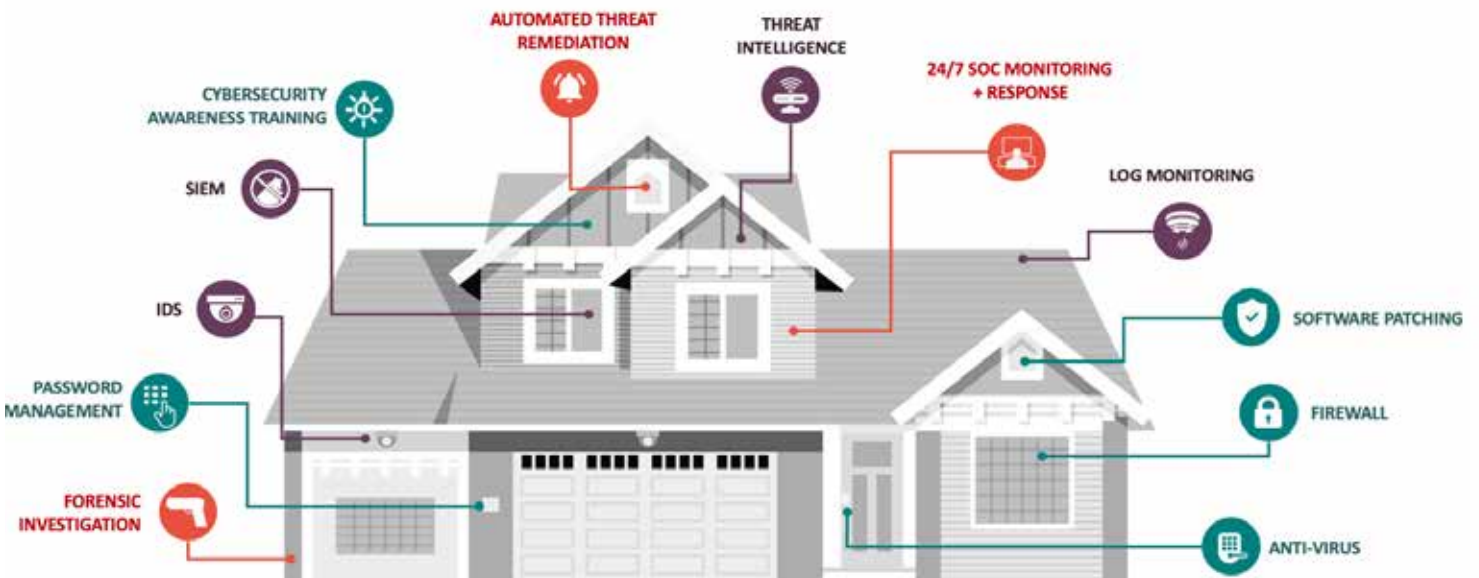 AUTOMATED THREAT
REMEDIATION
THREAT
INTELLIGENCE
24/7 SOC MONITORING
+ RESPONSE
CYBERSECURITY
AWARENESS TRAINING
SIEM
LOG MONITORING
IDS
SOFTWARE PATCHING
PASSWORD
MANAGEMENT
FIREWALL
FORENSIC
INVESTIGATION
ANTI-VIRUS